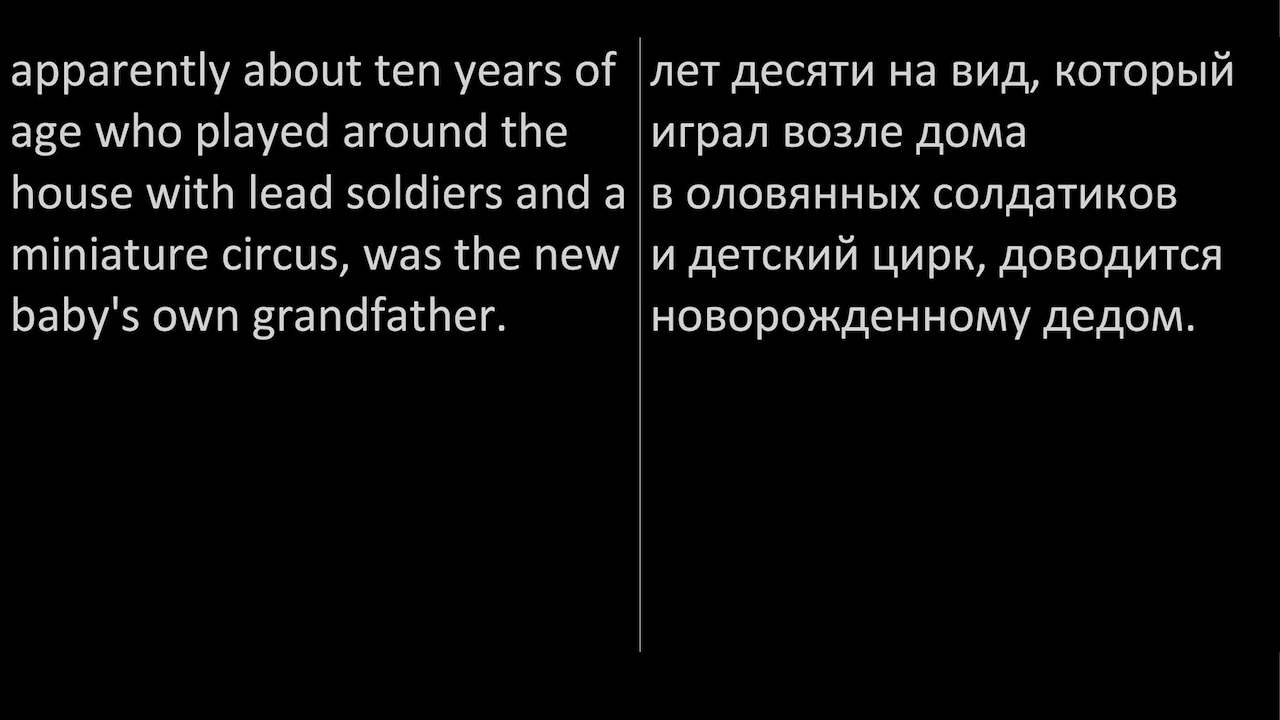 apparently about ten years of
age who played around the
house with lead soldiers and a
miniature circus, was the new
baby's own grandfather.
лет десяти на вид, который
играл возле дома
в оловянных солдатиков
и детский цирк, доводится
новорожденному дедом.